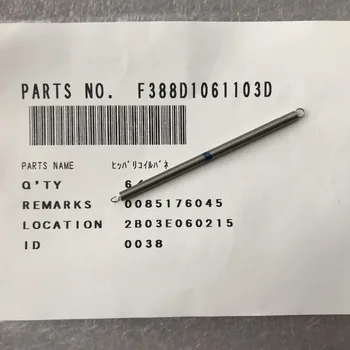 PARTS NO. F388D1061103D
PARTS NAME ﾋｯﾊﾟﾘｺｲﾙﾊﾞﾈ
Q'TY 6/
REMARKS 0085176045
LOCATION 2B03E060215
ID 0038